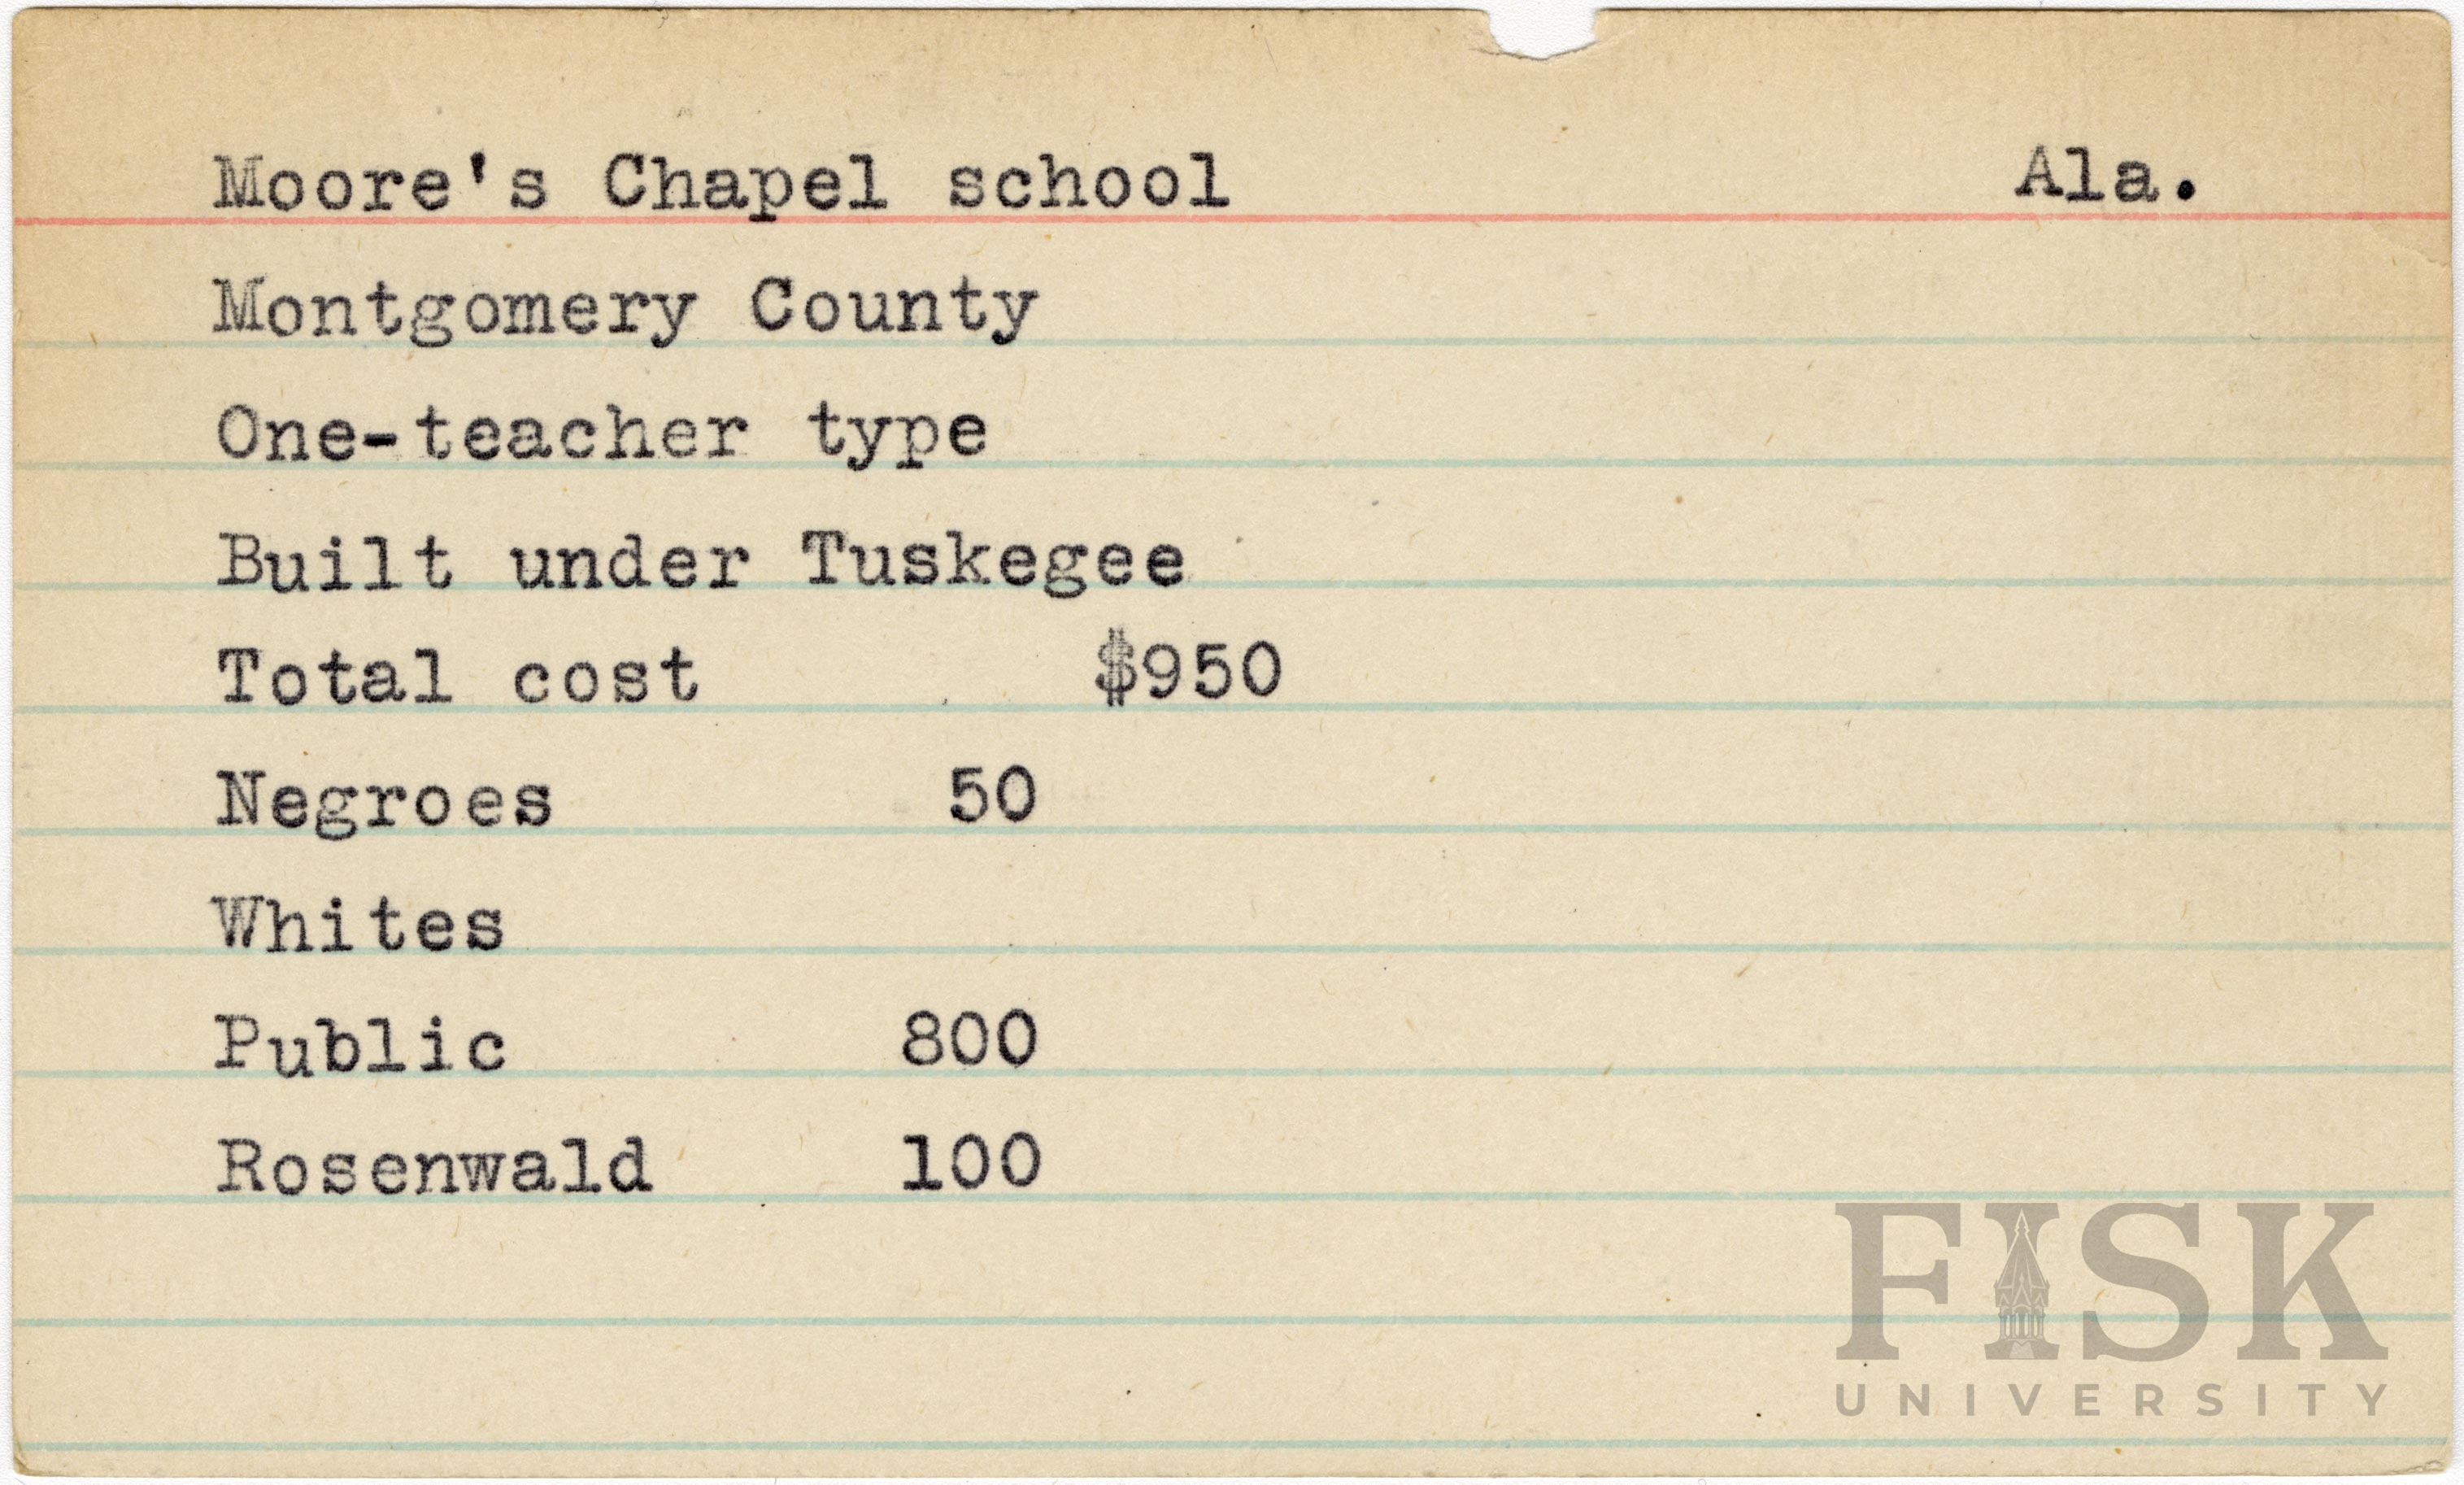 Moore's Chapel school Ala.
Montgomery County
One-teacher type
Built under Tuskegee
Total cost $950
Negroes 50
Whites
Public 800
Rosenwald 100
FISK
UNIVERSITY